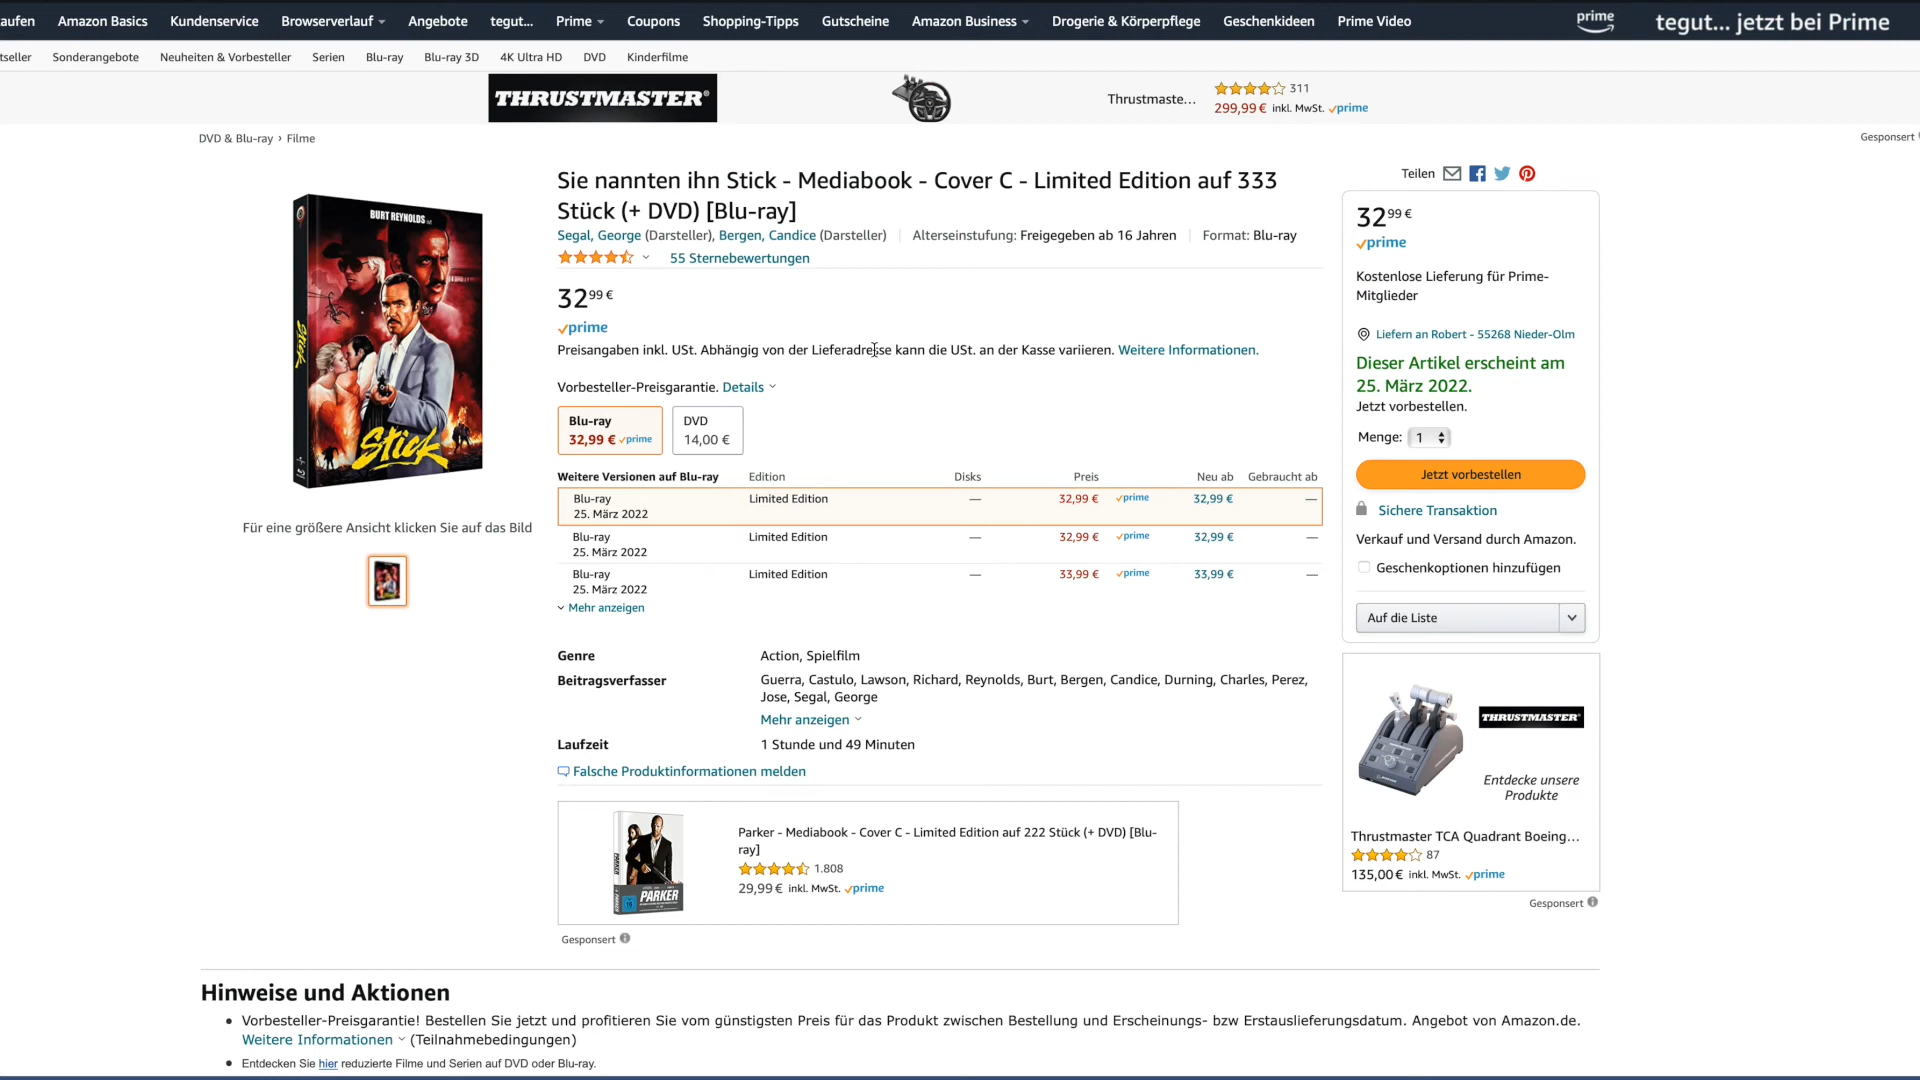 aufen Amazon Basics Kundenservice Browserverlauf Angebote tegut... Prime Coupons Shopping-Tipps Gutscheine Amazon Business Drogerie & Körperpflege Geschenkideen Prime Video prime tegut... jetzt bei Prime
tseller Sonderangebote Neuheiten & Vorbesteller Serien Blu-ray Blu-ray 3D 4K Ultra HD DVD Kinderfilme
THRUSTMASTER® Thrustmaste... 311
299,99 € inkl. MwSt. prime
DVD & Blu-ray › Filme
Gesponsert
BURT REYNOLDS ist
Stick
Stick
Für eine größere Ansicht klicken Sie auf das Bild
Sie nannten ihn Stick - Mediabook - Cover C - Limited Edition auf 333
Stück (+ DVD) [Blu-ray]
Segal, George (Darsteller), Bergen, Candice (Darsteller) | Alterseinstufung: Freigegeben ab 16 Jahren | Format: Blu-ray
55 Sternebewertungen
32 99 €
prime
Preisangaben inkl. USt. Abhängig von der Lieferadresse kann die USt. an der Kasse variieren. Weitere Informationen.
Vorbesteller-Preisgarantie. Details
Blu-ray DVD
32,99 € prime 14,00 €
Weitere Versionen auf Blu-ray Edition Disks Preis Neu ab Gebraucht ab
Blu-ray Limited Edition — 32,99 € prime 32,99 € —
25. März 2022
Blu-ray Limited Edition — 32,99 € prime 32,99 € —
25. März 2022
Blu-ray Limited Edition — 33,99 € prime 33,99 € —
25. März 2022
Mehr anzeigen
Genre Action, Spielfilm
Beitragsverfasser Guerra, Castulo, Lawson, Richard, Reynolds, Burt, Bergen, Candice, Durning, Charles, Perez,
Jose, Segal, George
Mehr anzeigen
Laufzeit 1 Stunde und 49 Minuten
Falsche Produktinformationen melden
PARKER
PARKER
Parker - Mediabook - Cover C - Limited Edition auf 222 Stück (+ DVD) [Blu-
ray]
1.808
29,99 € inkl. MwSt. prime
Gesponsert
Teilen
32 99 €
prime
Kostenlose Lieferung für Prime-
Mitglieder
Liefern an Robert - 55268 Nieder-Olm
Dieser Artikel erscheint am
25. März 2022.
Jetzt vorbestellen.
Menge: 1
Jetzt vorbestellen
Sichere Transaktion
Verkauf und Versand durch Amazon.
Geschenkoptionen hinzufügen
Auf die Liste
THRUSTMASTER®
Entdecke unsere
Produkte
Thrustmaster TCA Quadrant Boeing...
87
135,00 € inkl. MwSt. prime
Gesponsert
Hinweise und Aktionen
• Vorbesteller-Preisgarantie! Bestellen Sie jetzt und profitieren Sie vom günstigsten Preis für das Produkt zwischen Bestellung und Erscheinungs- bzw Erstauslieferungsdatum. Angebot von Amazon.de.
Weitere Informationen (Teilnahmebedingungen)
• Entdecken Sie hier reduzierte Filme und Serien auf DVD oder Blu-ray.